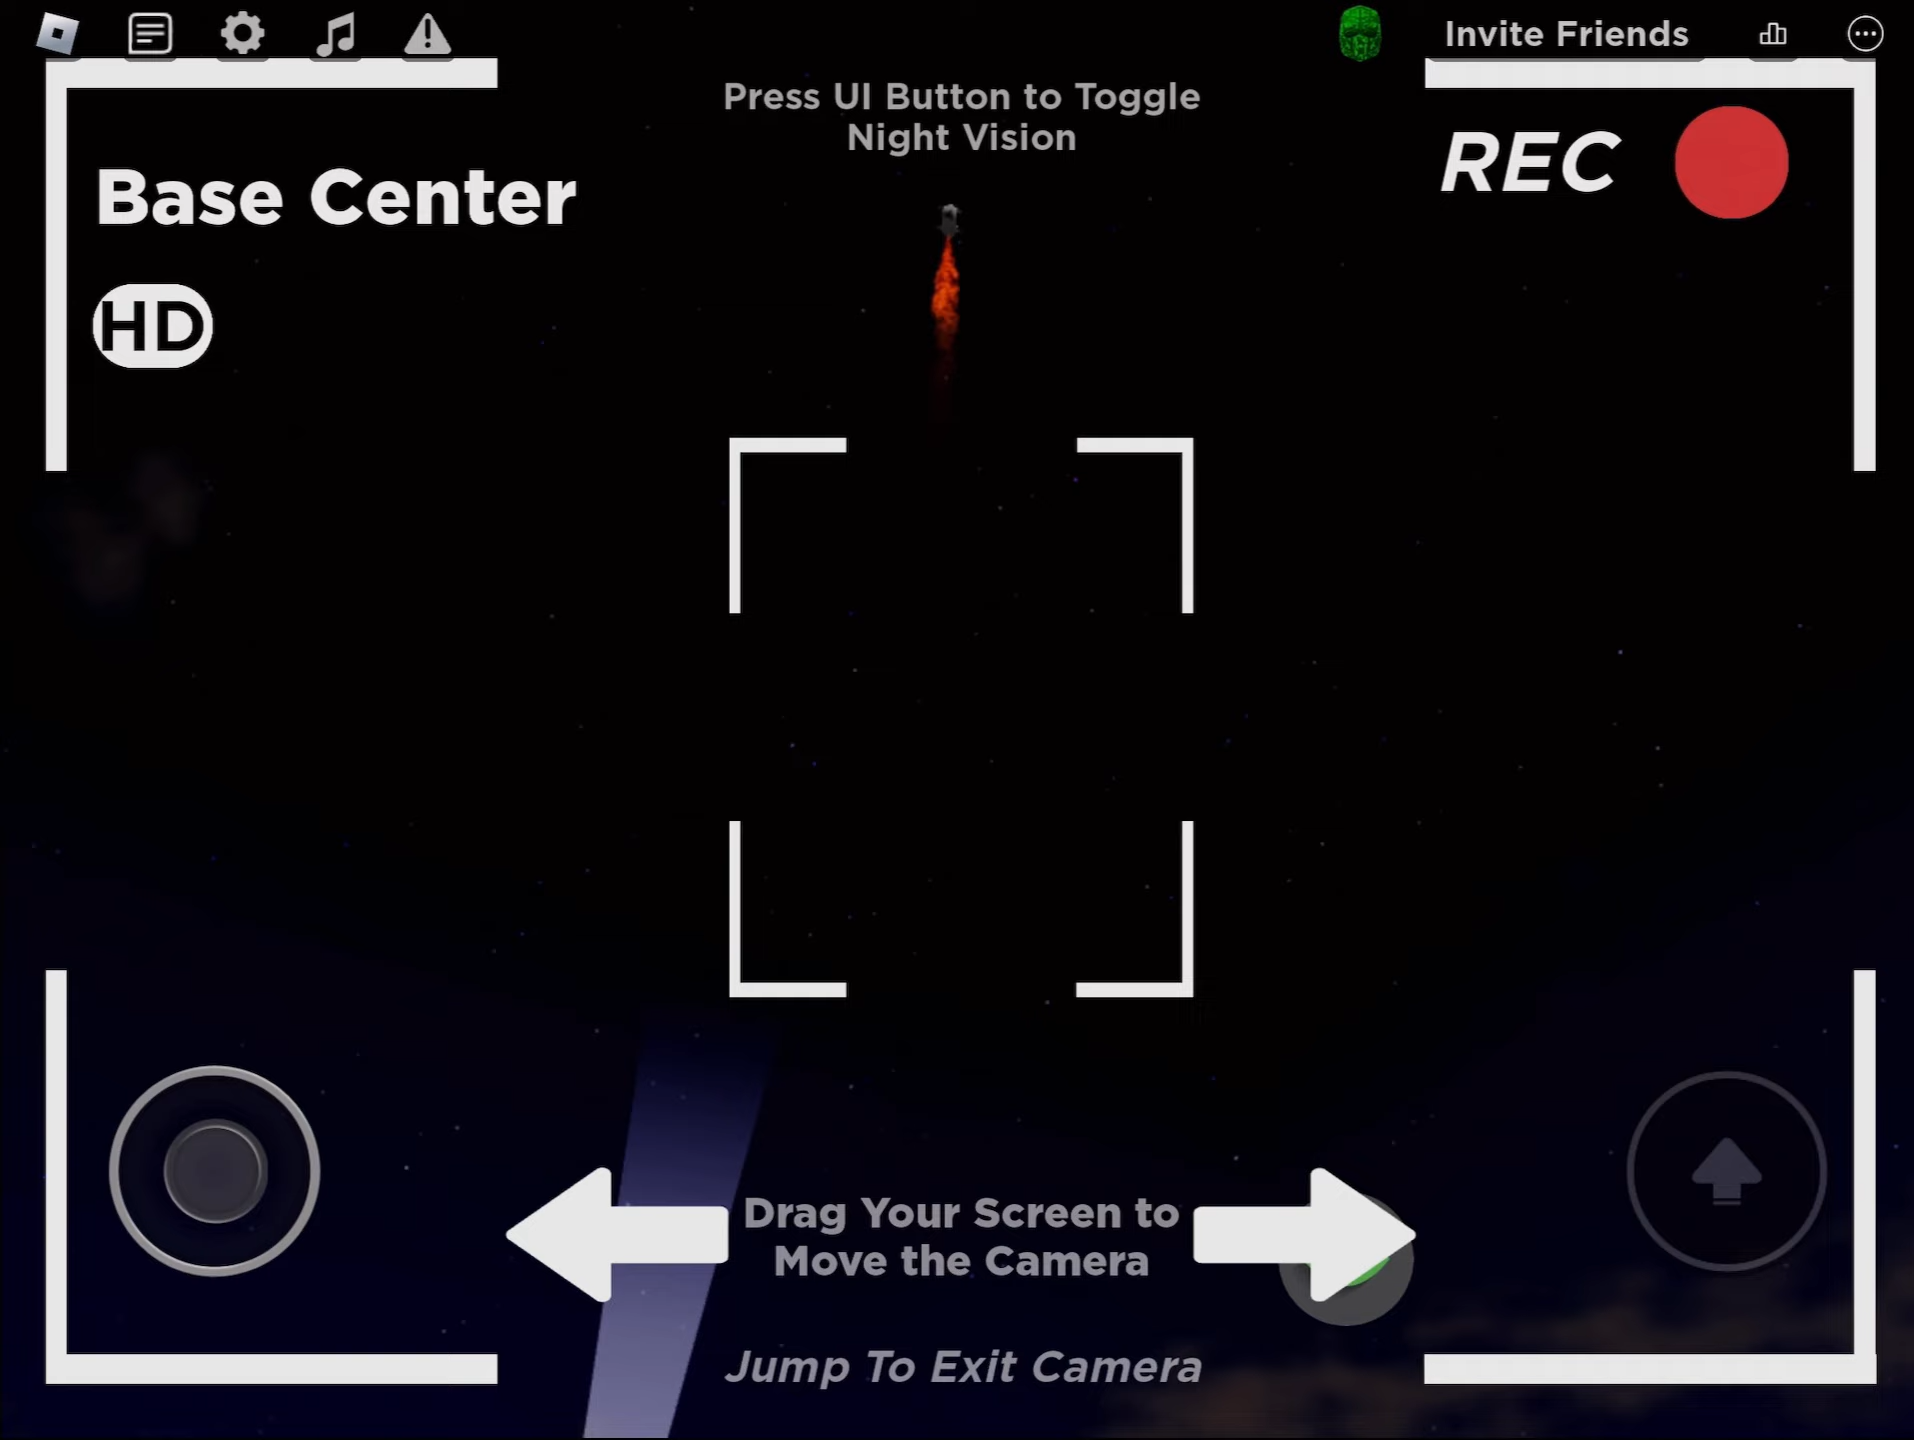 Invite Friends
Press UI Button to Toggle
Night Vision
Base Center
REC
HD
Drag Your Screen to
Move the Camera
Jump To Exit Camera